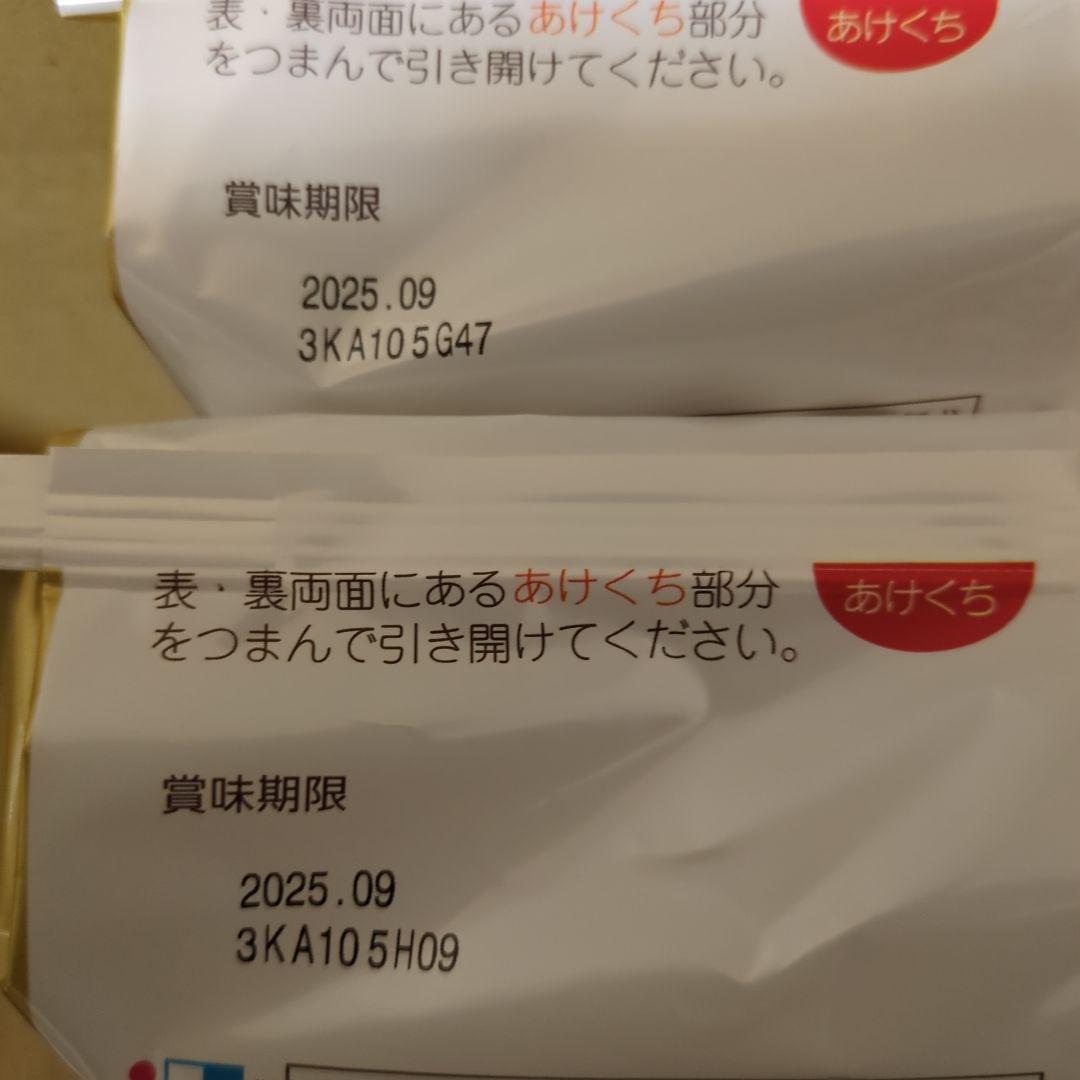 表・裏両面にあるあけくち部分
をつまんで引き開けてください。
あけくち
賞味期限
2025.09
3KA105G47
表・裏両面にあるあけくち部分
をつまんで引き開けてください。
あけくち
賞味期限
2025.09
3KA105H09